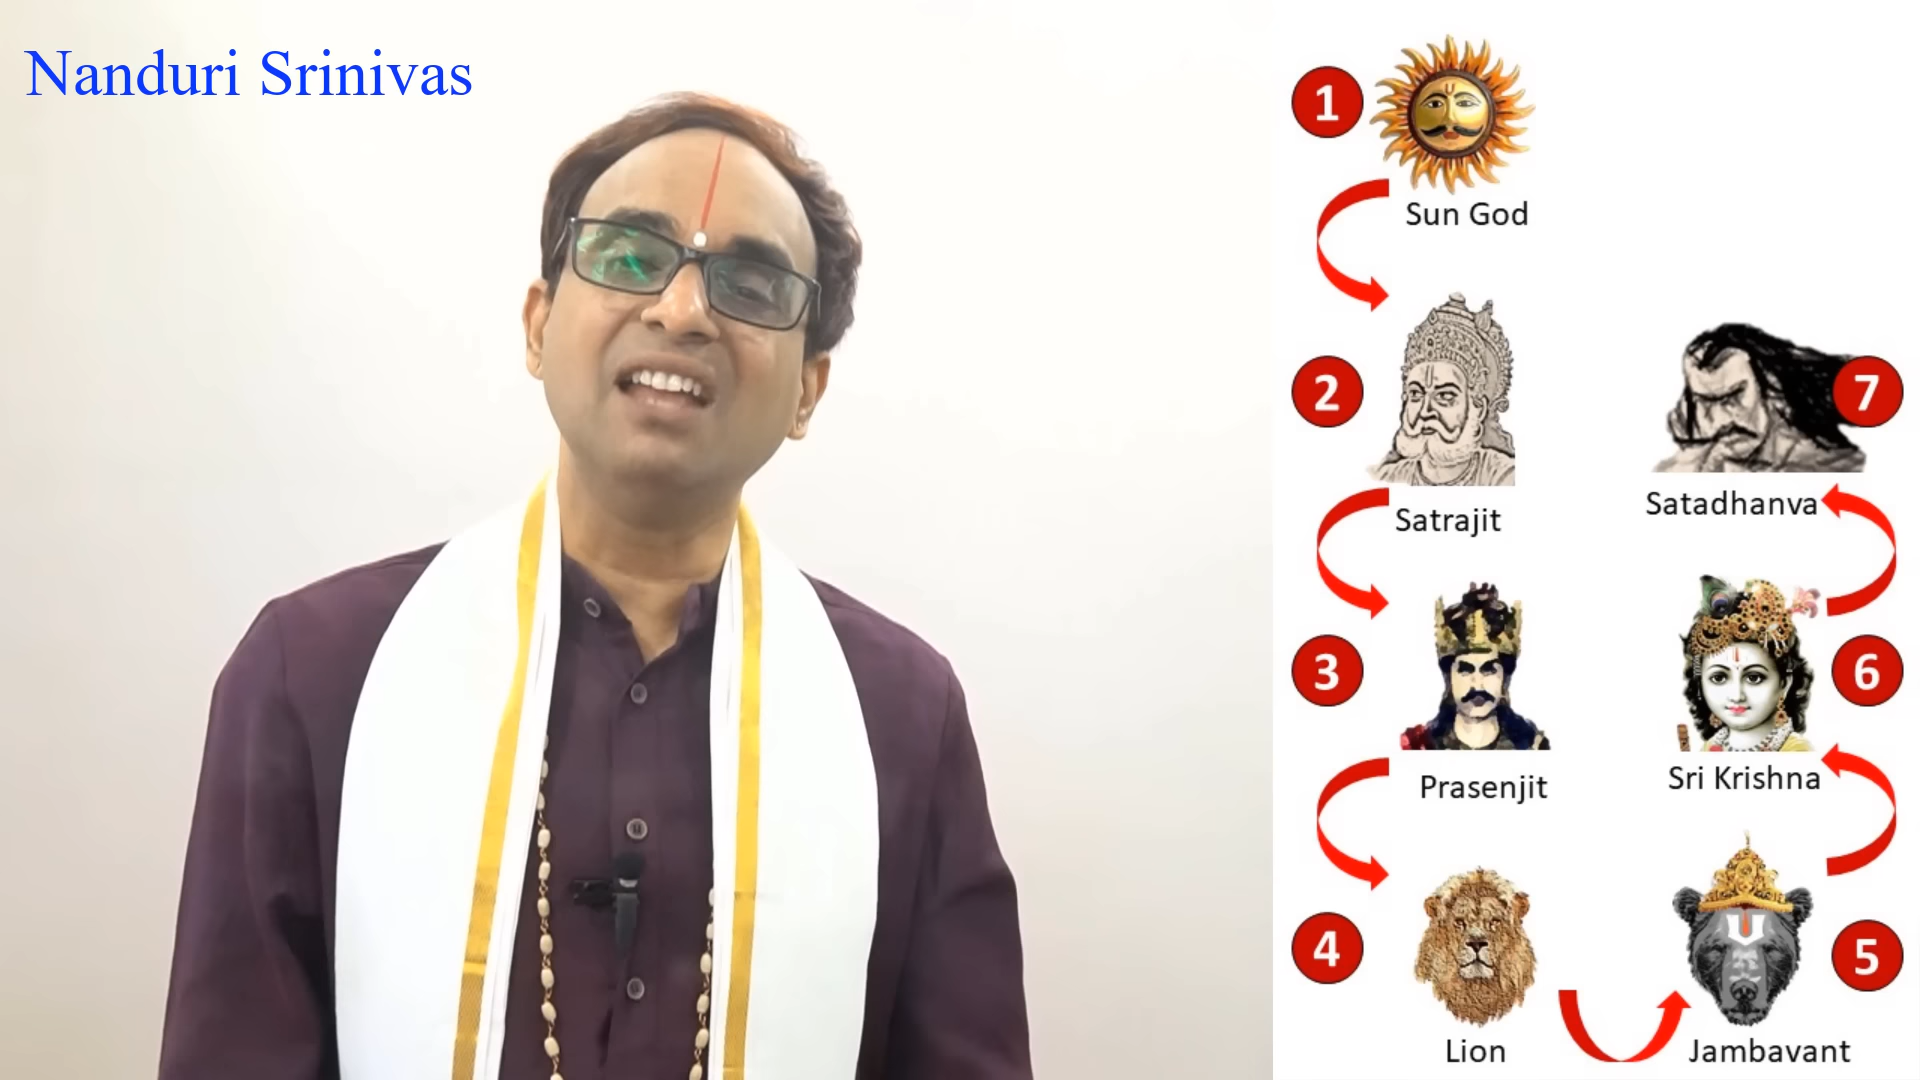 Nanduri Srinivas
1
Sun God
2
Satrajit
3
Prasenjit
4
Lion
5
Jambavant
6
Sri Krishna
7
Satadhanva